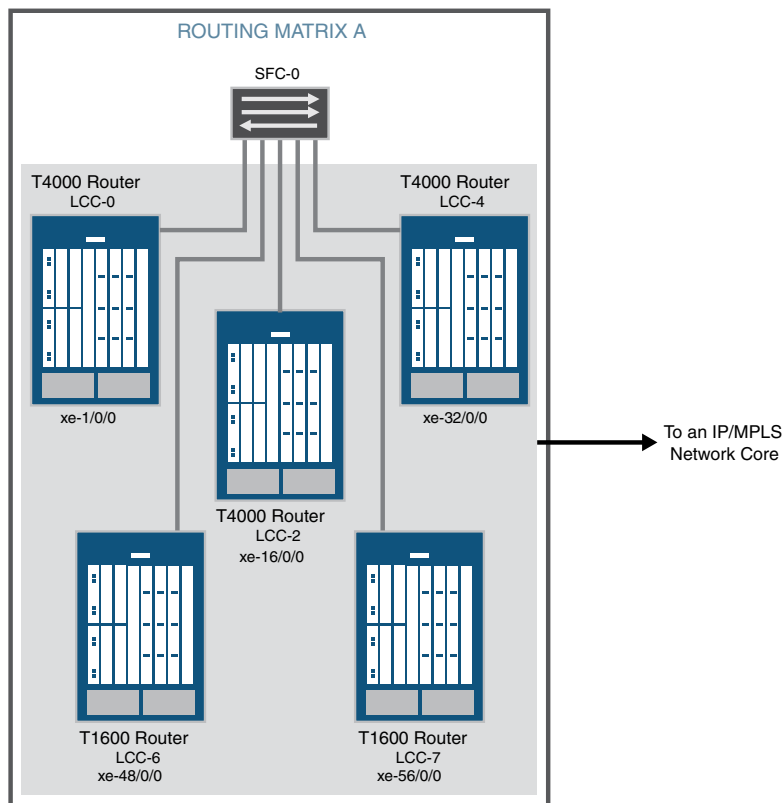 ROUTING MATRIX A
SFC-0
T4000 Router
LCC-0
xe-1/0/0
T4000 Router
LCC-4
xe-32/0/0
T4000 Router
LCC-2
xe-16/0/0
To an IP/MPLS
Network Core
T1600 Router
LCC-6
xe-48/0/0
T1600 Router
LCC-7
xe-56/0/0